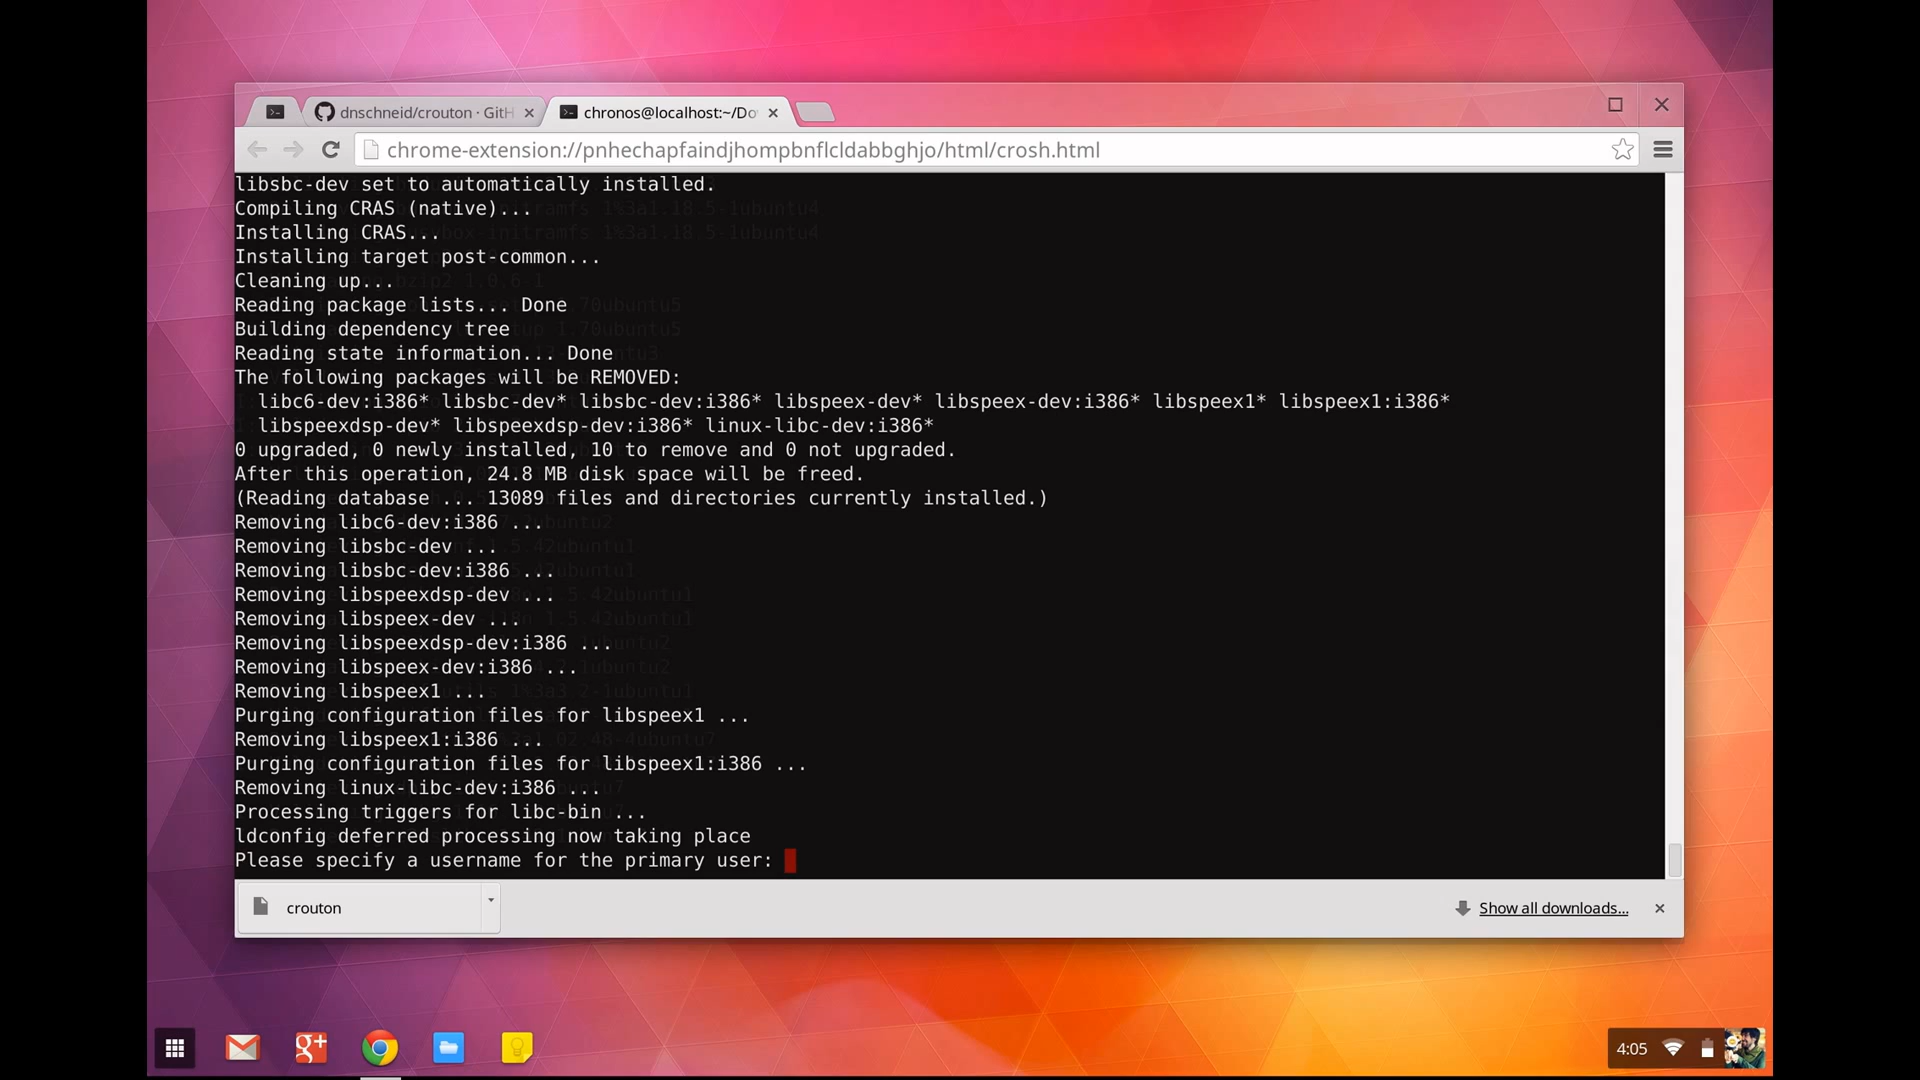 dnschneid/crouton · GitH
chronos@localhost:~/Do
chrome-extension://pnhechapfaindjhompbnflcldabbghjo/html/crosh.html
libsbc-dev set to automatically installed.
Compiling CRAS (native)...
Installing CRAS...
Installing target post-common...
Cleaning up...
Reading package lists... Done
Building dependency tree
Reading state information... Done
The following packages will be REMOVED:
libc6-dev:i386* libsbc-dev* libsbc-dev:i386* libspeex-dev* libspeex-dev:i386* libspeex1* libspeex1:i386*
libspeexdsp-dev* libspeexdsp-dev:i386* linux-libc-dev:i386*
0 upgraded, 0 newly installed, 10 to remove and 0 not upgraded.
After this operation, 24.8 MB disk space will be freed.
(Reading database ... 13089 files and directories currently installed.)
Removing libc6-dev:i386 ...
Removing libsbc-dev ...
Removing libsbc-dev:i386 ...
Removing libspeexdsp-dev ...
Removing libspeex-dev ...
Removing libspeexdsp-dev:i386 ...
Removing libspeex-dev:i386 ...
Removing libspeex1 ...
Purging configuration files for libspeex1 ...
Removing libspeex1:i386 ...
Purging configuration files for libspeex1:i386 ...
Removing linux-libc-dev:i386 ...
Processing triggers for libc-bin ...
ldconfig deferred processing now taking place
Please specify a username for the primary user:
crouton
Show all downloads...
g+
4:05